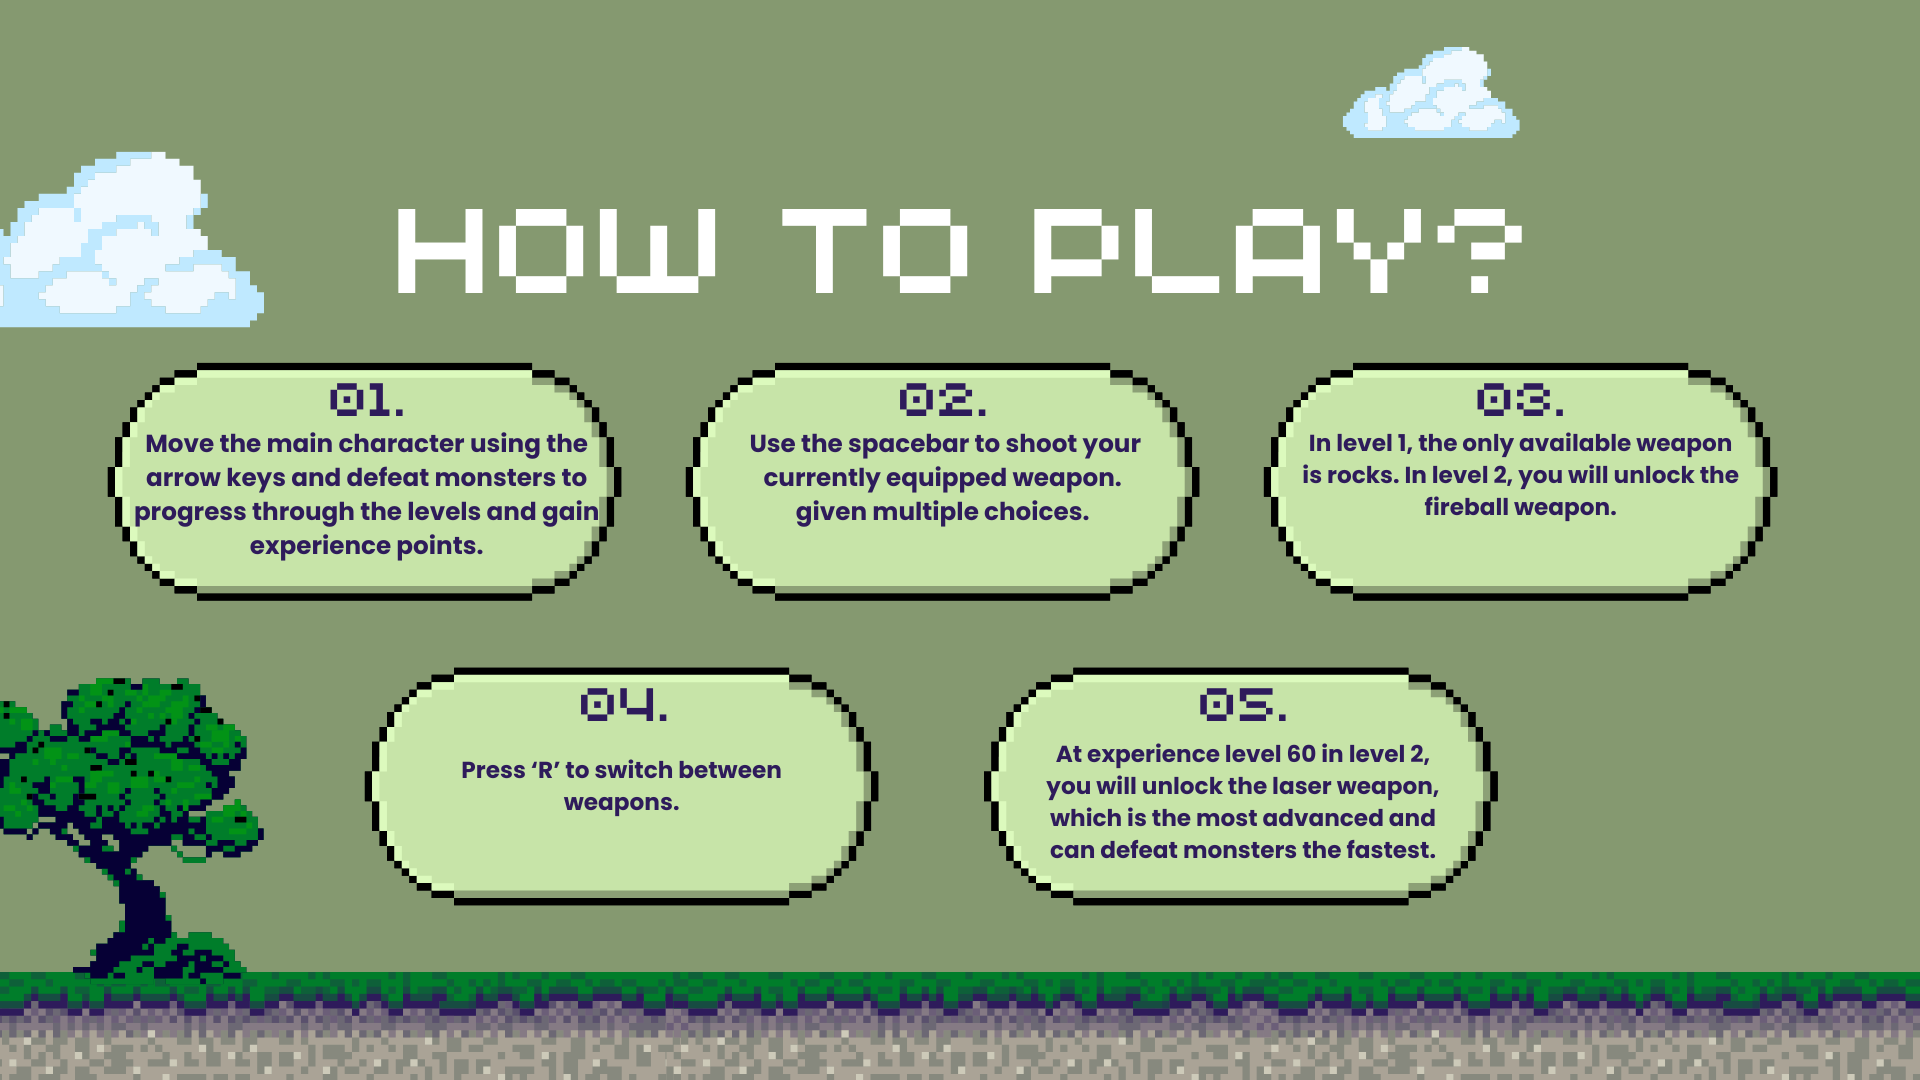 HOW TO PLAY?
01.
Move the main character using the
arrow keys and defeat monsters to
progress through the levels and gain
experience points.
02.
Use the spacebar to shoot your
currently equipped weapon.
given multiple choices.
03.
In level 1, the only available weapon
is rocks. In level 2, you will unlock the
fireball weapon.
04.
Press ‘R’ to switch between
weapons.
05.
At experience level 60 in level 2,
you will unlock the laser weapon,
which is the most advanced and
can defeat monsters the fastest.